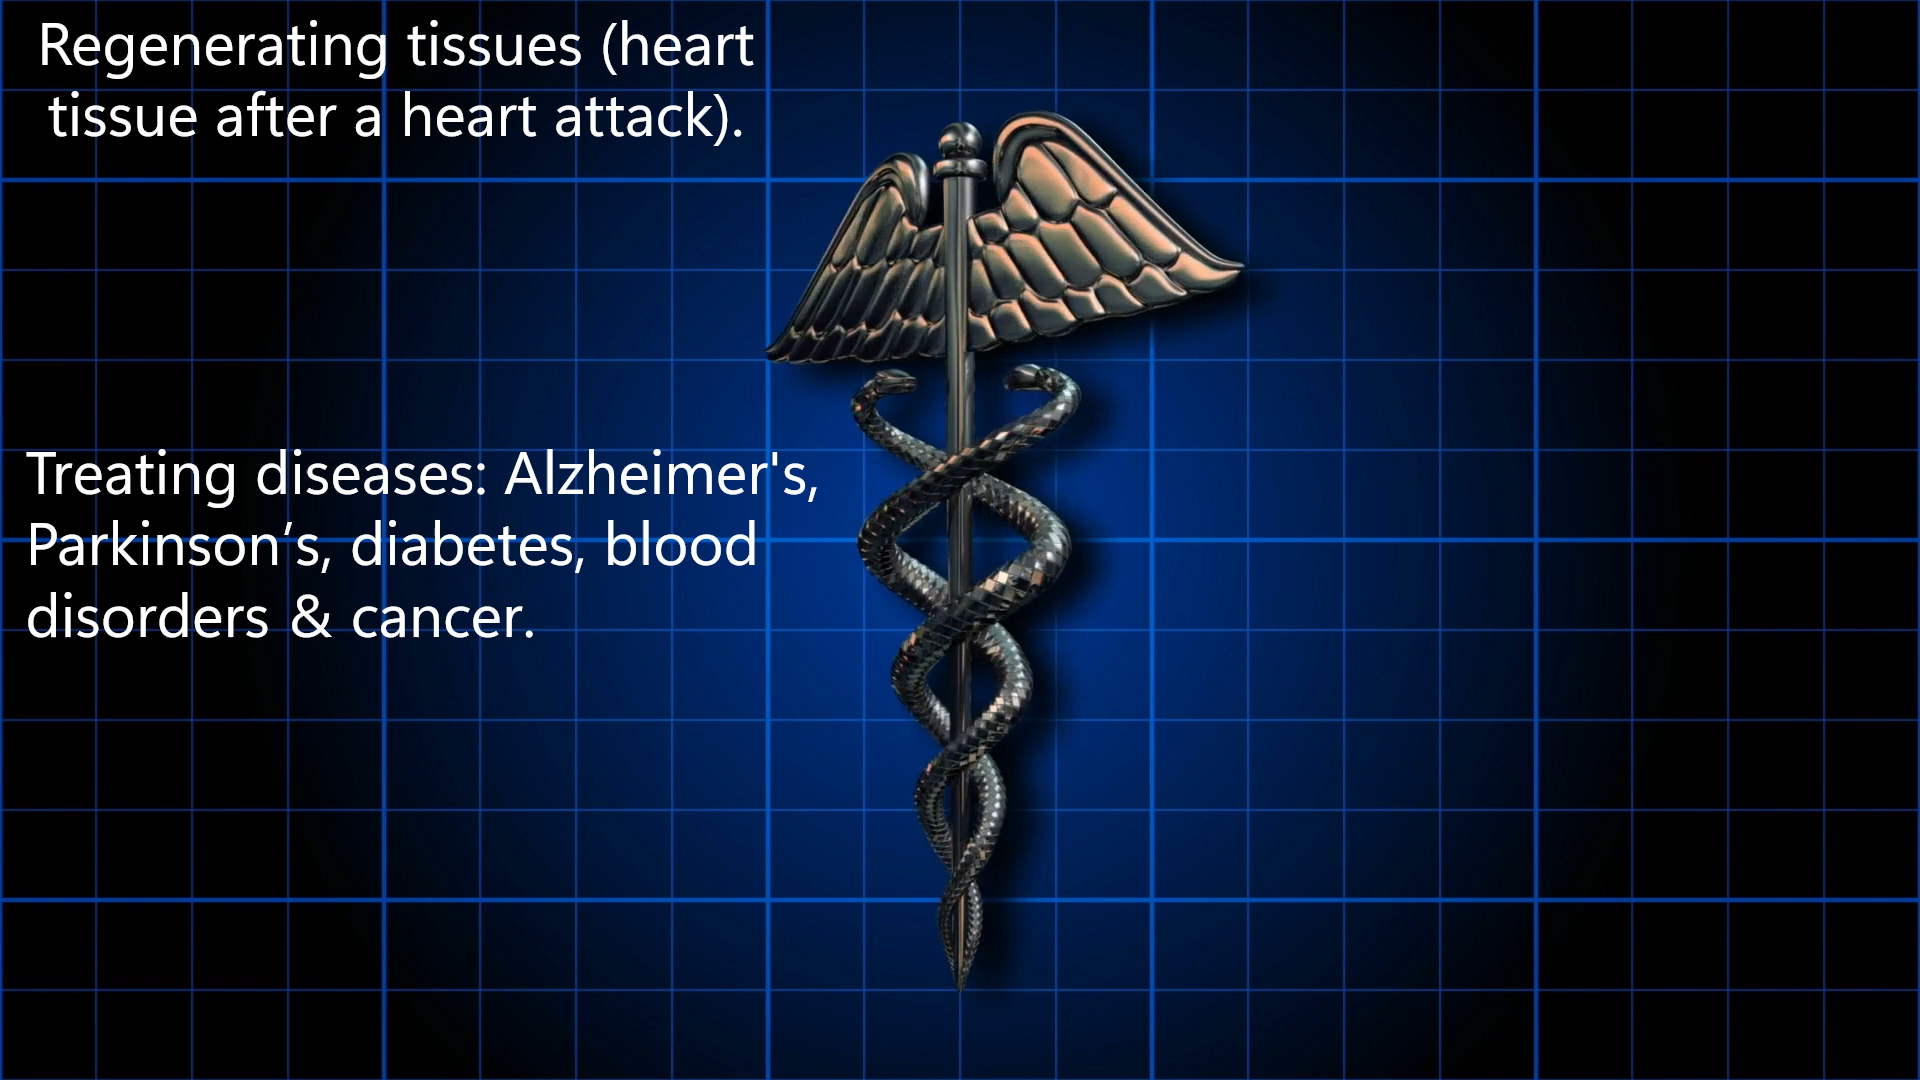 Regenerating tissues (heart
tissue after a heart attack).
Treating diseases: Alzheimer's,
Parkinson’s, diabetes, blood
disorders & cancer.